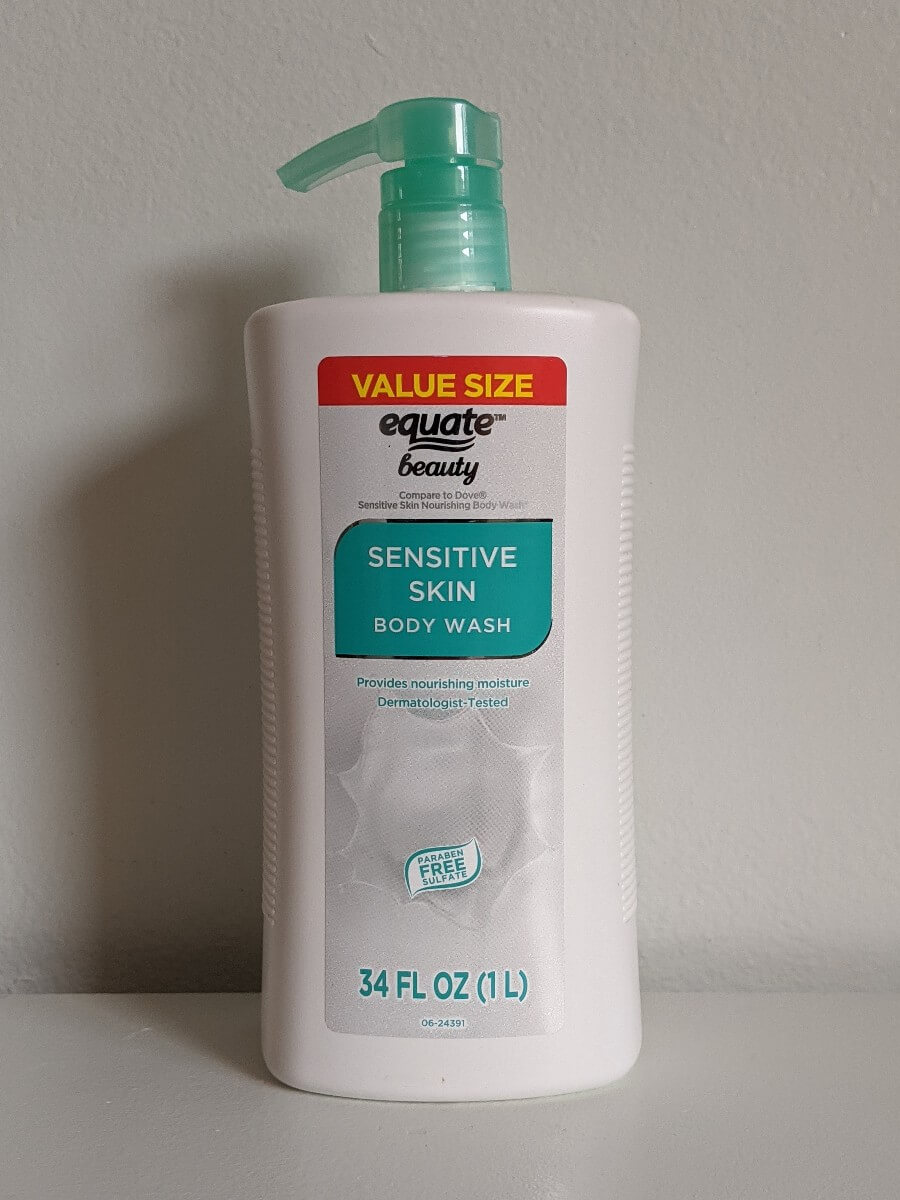 VALUE SIZE
equate™
beauty
Compare to Dove®
Sensitive Skin Nourishing Body Wash*
SENSITIVE
SKIN
BODY WASH
Provides nourishing moisture
Dermatologist-Tested
PARABEN
FREE
SULFATE
34 FL OZ (1 L)
06-24391